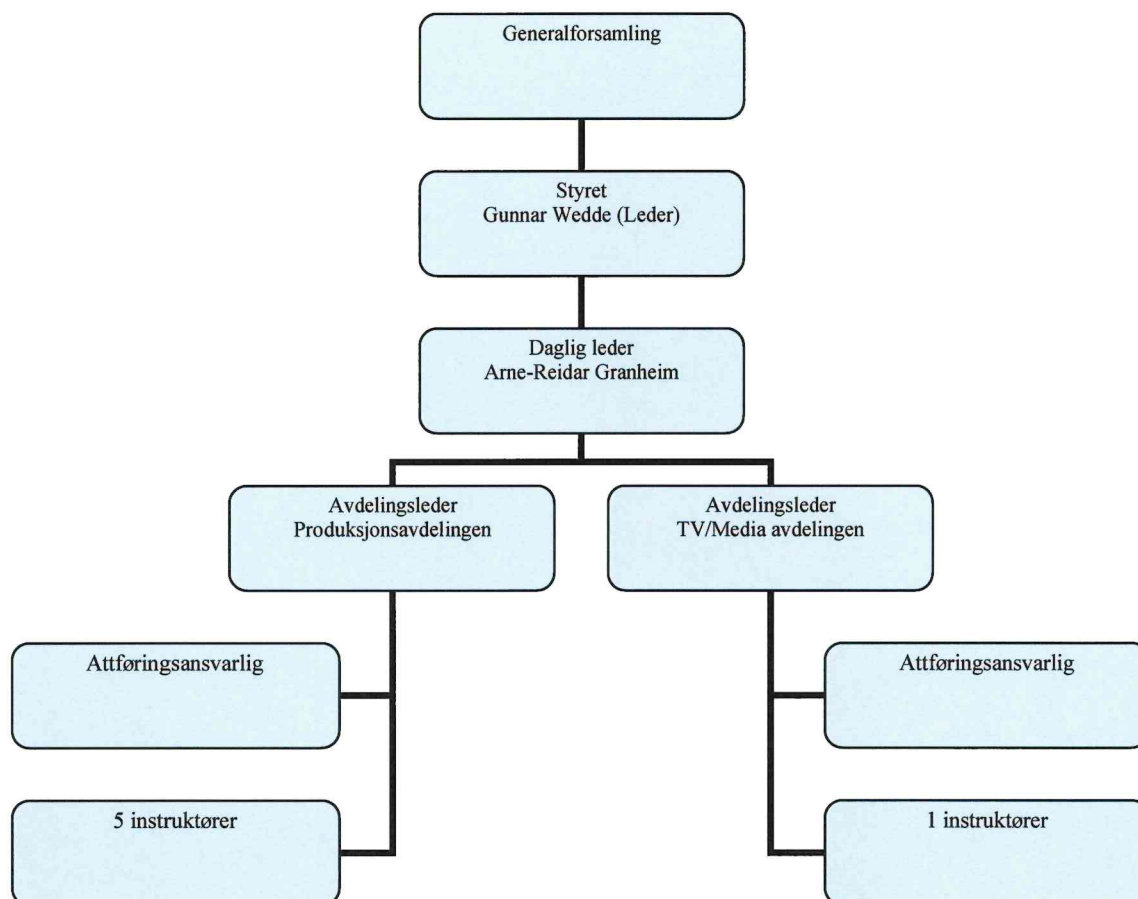 Generalforsamling
Styret
Gunnar Wedde (Leder)
Daglig leder
Arne-Reidar Granheim
Avdelingsleder
Produksjonsavdelingen
Avdelingsleder
TV/Media avdelingen
Attføringsansvarlig
Attføringsansvarlig
5 instruktører
1 instruktører